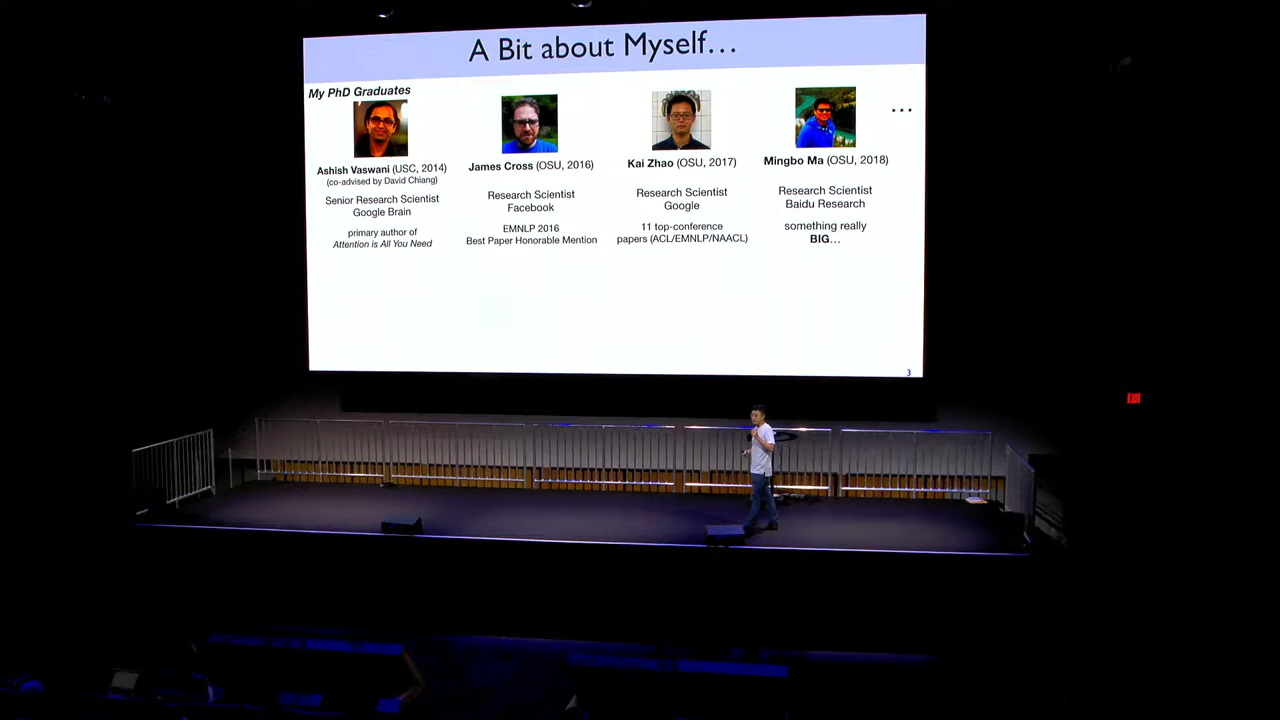 A Bit about Myself…
My PhD Graduates
Ashish Vaswani (USC, 2014)
(co-advised by David Chiang)
Senior Research Scientist
Google Brain
primary author of
Attention is All You Need
James Cross (OSU, 2016)
Research Scientist
Facebook
EMNLP 2016
Best Paper Honorable Mention
Kai Zhao (OSU, 2017)
Research Scientist
Google
11 top-conference
papers (ACL/EMNLP/NAACL)
Mingbo Ma (OSU, 2018)
Research Scientist
Baidu Research
something really
BIG…
…
3
EXIT